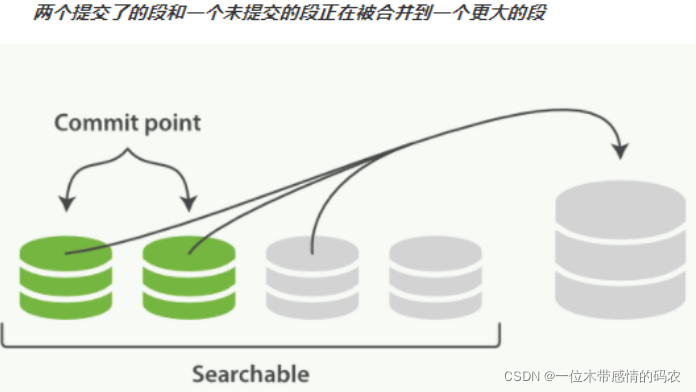 两个提交了的段和一个未提交的段正在被合并到一个更大的段
Commit point
Searchable
CSDN @一位木带感情的码农